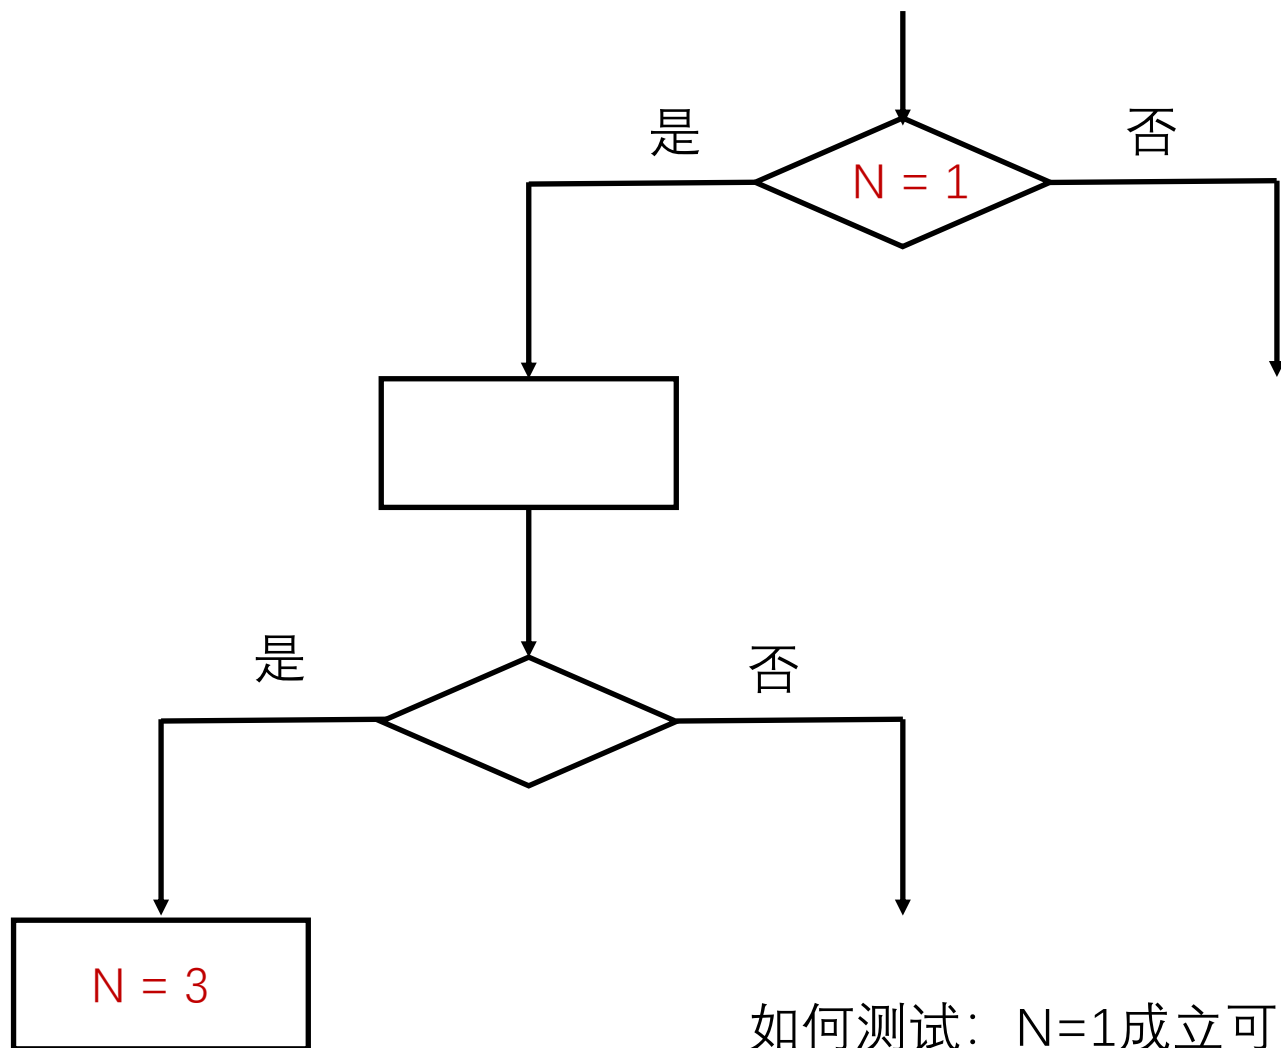 是
否
N = 1
是
否
N = 3
如何测试：N=1成立可